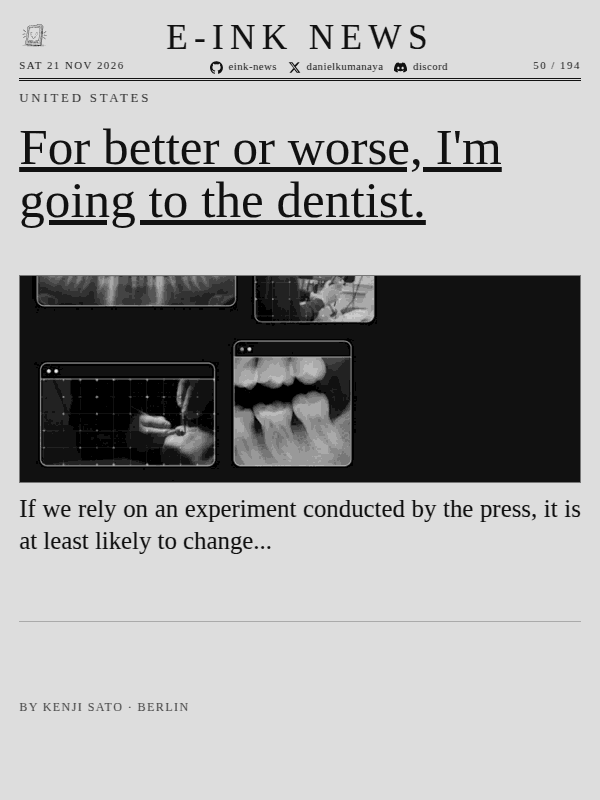 E-INK NEWS
SAT 21 NOV 2026
eink-news danielkumanaya discord
50 / 194
UNITED STATES
For better or worse, I'm
going to the dentist.
If we rely on an experiment conducted by the press, it is
at least likely to change...
BY KENJI SATO · BERLIN